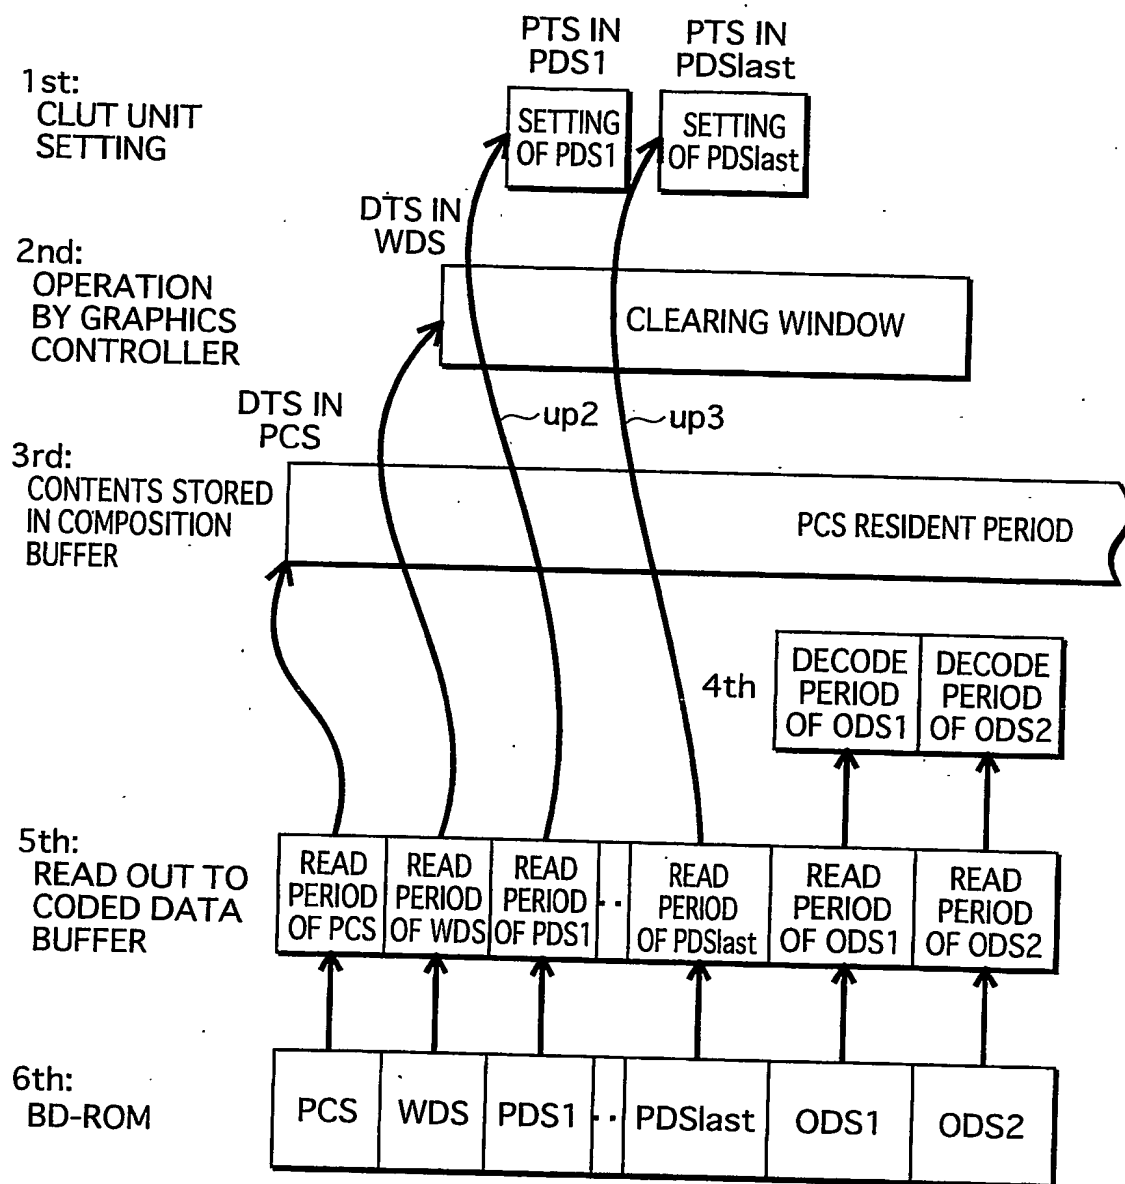 PTS IN
PDS1
PTS IN
PDSlast
1st:
CLUT UNIT
SETTING
SETTING
OF PDS1
SETTING
OF PDSlast
DTS IN
WDS
2nd:
OPERATION
BY GRAPHICS
CONTROLLER
CLEARING WINDOW
up2
up3
DTS IN
PCS
3rd:
CONTENTS STORED
IN COMPOSITION
BUFFER
PCS RESIDENT PERIOD
4th
DECODE
PERIOD
OF ODS1
DECODE
PERIOD
OF ODS2
5th:
READ OUT TO
CODED DATA
BUFFER
READ
PERIOD
OF PCS
READ
PERIOD
OF WDS
READ
PERIOD
OF PDS1
··
READ
PERIOD
OF PDSlast
READ
PERIOD
OF ODS1
READ
PERIOD
OF ODS2
6th:
BD-ROM
PCS
WDS
PDS1
··
PDSlast
ODS1
ODS2